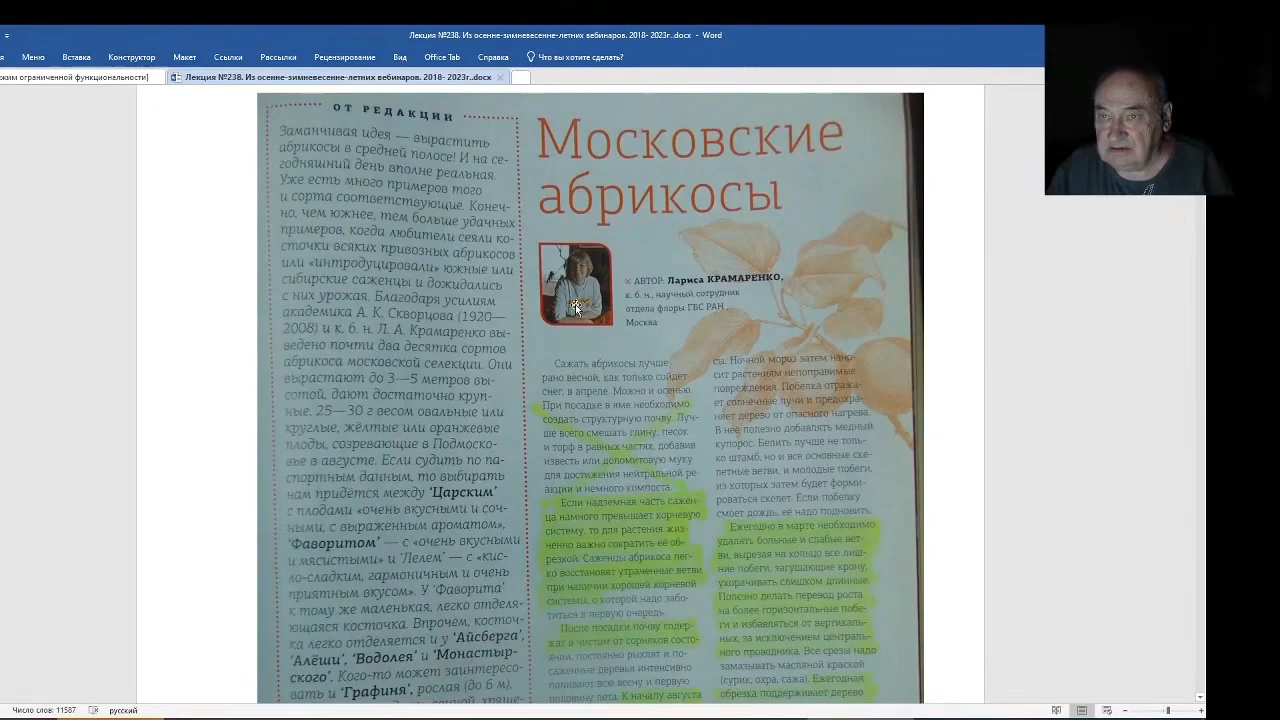 Лекция №238. Из осенне-зимневесенне-летних вебинаров. 2018- 2023г..docx - Word
Меню Вставка Конструктор Макет Ссылки Рассылки Рецензирование Вид Office Tab Справка Что вы хотите сделать?
жим ограниченной функциональности]
Лекция №238. Из осенне-зимневесенне-летних вебинаров. 2018- 2023г..docx
ОТ РЕДАКЦИИ
Заманчивая идея — вырастить
абрикосы в средней полосе! И на се-
годняшний день вполне реальная.
Уже есть много примеров того
и сорта соответствующие. Конеч-
но, чем южнее, тем больше удачных
примеров, когда любители сеяли ко-
сточки всяких привозных абрикосов
или «интродуцировали» южные или
сибирские саженцы и дожидались
с них урожая. Благодаря усилиям
академика А. К. Скворцова (1920—
2008) и к. б. н. Л. А. Крамаренко вы-
ведено почти два десятка сортов
абрикоса московской селекции. Они
вырастают до 3—5 метров вы-
сотой, дают достаточно круп-
ные, 25—30 г весом овальные или
круглые, жёлтые или оранжевые
плоды, созревающие в Подмоско-
вье в августе. Если судить по па-
спортным данным, то выбирать
нам придётся между 'Царским'
с плодами «очень вкусными и соч-
ными, с выраженным ароматом»,
'Фаворитом' — с «очень вкусными
и мясистыми» и 'Лелем' — с «кис-
ло-сладким, гармоничным и очень
приятным вкусом». У 'Фаворита'
к тому же маленькая, легко отделя-
ющаяся косточка. Впрочем, косточ-
ка легко отделяется и у 'Айсберга',
'Алёши', 'Водолея' и 'Монастыр-
ского'. Кого-то может заинтересо-
вать и 'Графиня', рослая (до 6 м),
Московские
абрикосы
АВТОР: Лариса КРАМАРЕНКО,
к. б. н., научный сотрудник
отдела флоры ГБС РАН,
Москва
Сажать абрикосы лучше
рано весной, как только сойдет
снег, в апреле. Можно и осенью.
При посадке в яме необходимо
создать структурную почву. Луч-
ше всего смешать глину, песок
и торф в равных частях, добавив
известь или доломитовую муку
для достижения нейтральной ре-
акции и немного компоста.
Если надземная часть сажен-
ца намного превышает корневую
систему, то для растения жиз-
ненно важно сократить её об-
резкой. Саженцы абрикоса лег-
ко восстановят утраченные ветви
при наличии хорошей корневой
системы, о которой надо забо-
титься в первую очередь.
После посадки почву содер-
жат в чистом от сорняков состо-
янии, постоянно рыхлят и по-
саженные деревья интенсивно
поливают всю весну и первую
половину лета. К началу августа
сы. Ночной мороз затем нано-
сит растениям непоправимые
повреждения. Побелка отража-
ет солнечные лучи и предохра-
няет дерево от опасного нагрева.
В неё полезно добавлять медный
купорос. Белить лучше не толь-
ко штамб, но и все основные ске-
летные ветви, и молодые побеги,
из которых затем будет форми-
роваться скелет. Если побелку
смоет дождь, её надо подновить.
Ежегодно в марте необходимо
удалять больные и слабые вет-
ви, вырезая на кольцо все лиш-
ние побеги, загущающие крону,
укорачивать слишком длинные.
Полезно делать перевод роста
на более горизонтальные побе-
ги и избавляться от вертикаль-
ных, за исключением централь-
ного проводника. Все срезы надо
замазывать масляной краской
(сурик, охра, сажа). Ежегодная
обрезка поддерживает дерево
Число слов: 11587 русский